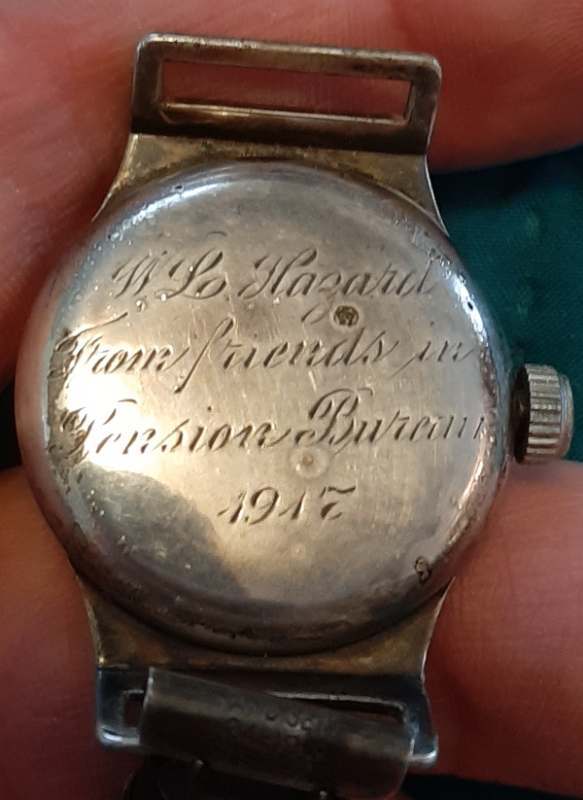 W. L. Hazard
From friends in
Pension Bureau
1917